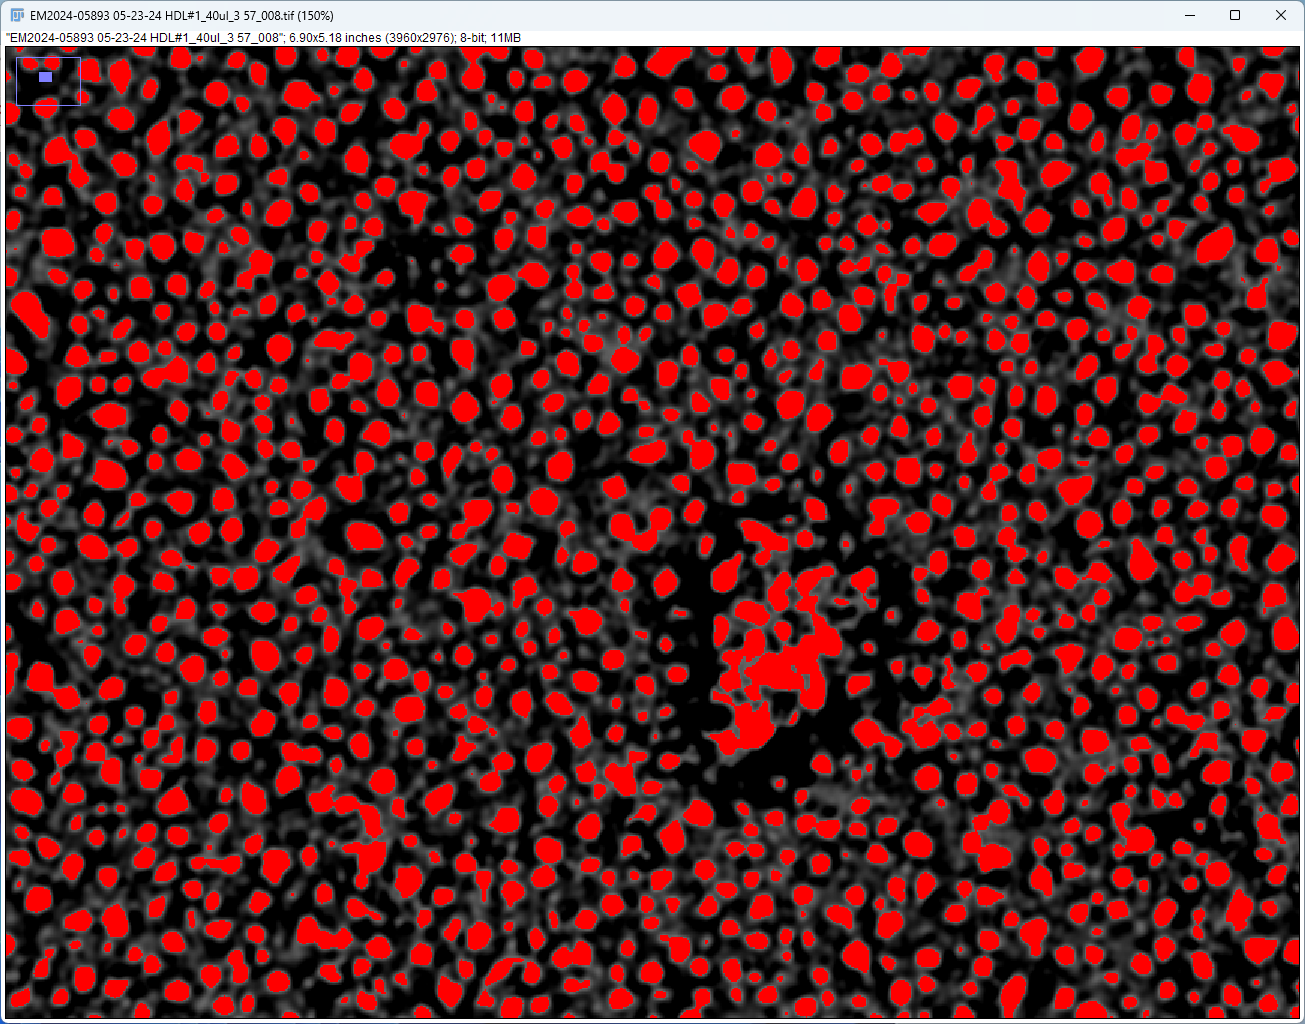 EM2024-05893 05-23-24 HDL#1_40ul_3 57_008.tif (150%)
"EM2024-05893 05-23-24 HDL#1_40ul_3 57_008"; 6.90x5.18 inches (3960x2976); 8-bit; 11MB